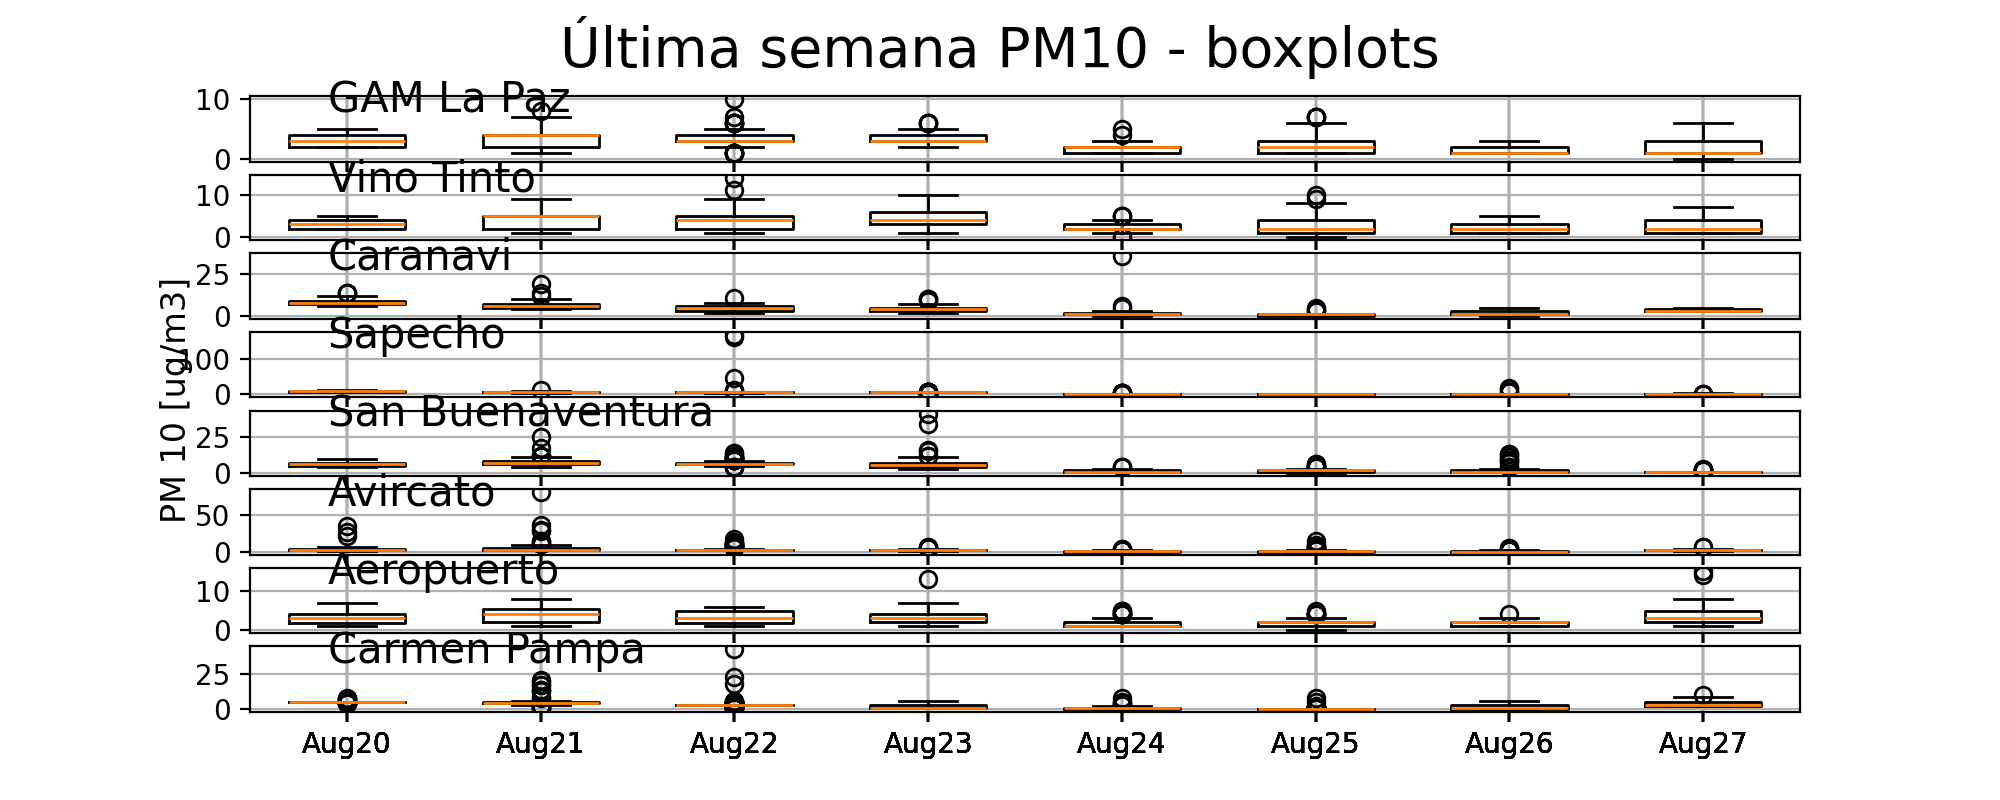 Última semana PM10 - boxplots
GAM La Paz
10
0
Vino Tinto
10
0
Caranavi
25
0
Sapecho
100
0
San Buenaventura
25
0
Avircato
50
0
Aeropuerto
10
0
Carmen Pampa
25
0
PM 10 [ug/m3]
Aug20 Aug21 Aug22 Aug23 Aug24 Aug25 Aug26 Aug27